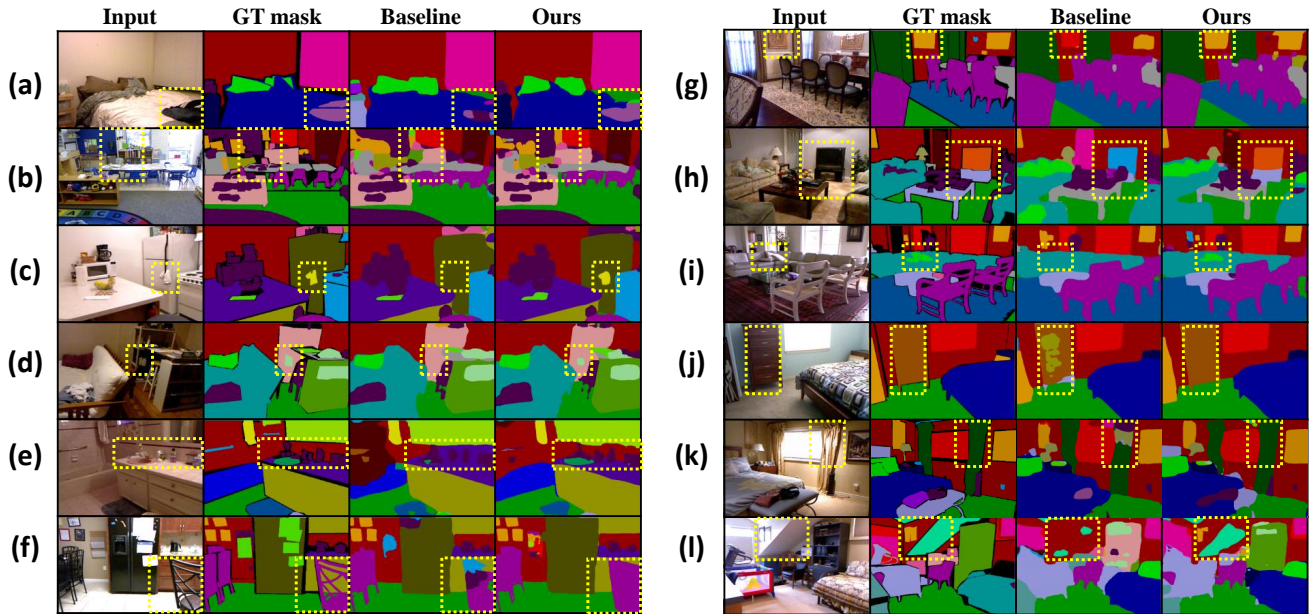 Input GT mask Baseline Ours
(a)
(b)
(c)
(d)
(e)
(f)
Input GT mask Baseline Ours
(g)
(h)
(i)
(j)
(k)
(l)
A B C D E